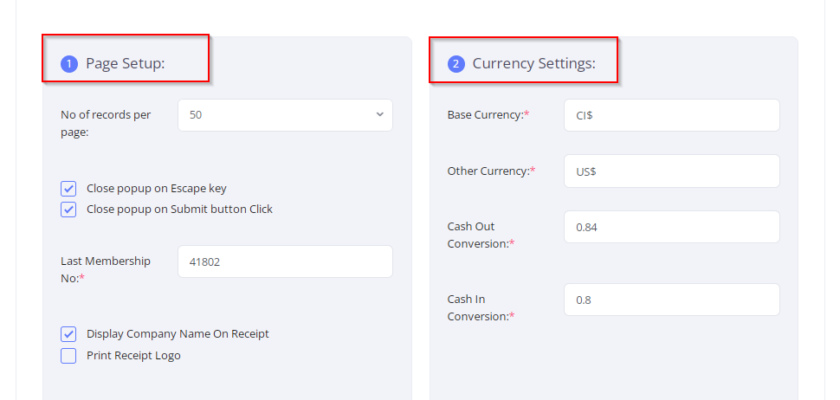 1 Page Setup:
No of records per
page:
50
Close popup on Escape key
Close popup on Submit button Click
Last Membership
No:*
41802
Display Company Name On Receipt
Print Receipt Logo
2 Currency Settings:
Base Currency:*
CI$
Other Currency:*
US$
Cash Out
Conversion:*
0.84
Cash In
Conversion:*
0.8